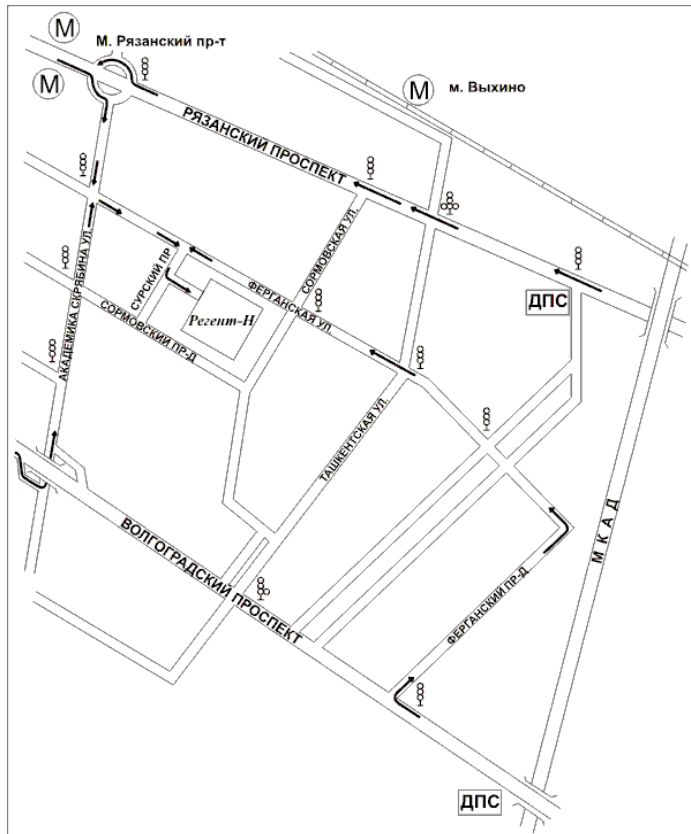 М
М. Рязанский пр-т
М
М
м. Выхино
РЯЗАНСКИЙ ПРОСПЕКТ
АКАДЕМИКА СКРЯБИНА УЛ.
СУРСКИЙ ПР
СОРМОВСКАЯ УЛ.
ФЕРГАНСКАЯ УЛ.
Регент-Н
СОРМОВСКИЙ ПР-Д
ДПС
ТАШКЕНТСКАЯ УЛ.
МКАД
ВОЛГОГРАДСКИЙ ПРОСПЕКТ
ФЕРГАНСКИЙ ПР-Д
ДПС